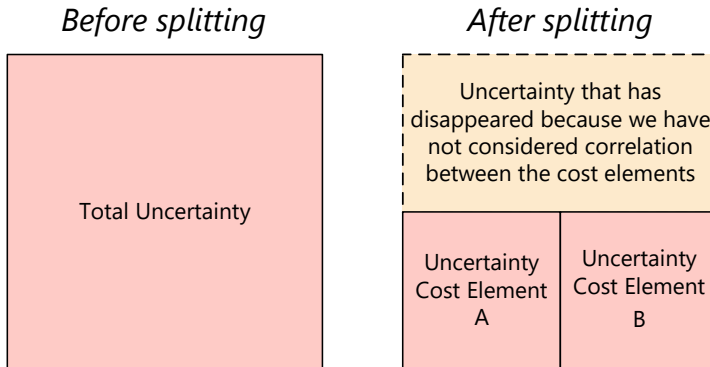 Before splitting
After splitting
Total Uncertainty
Uncertainty that has
disappeared because we have
not considered correlation
between the cost elements
Uncertainty
Cost Element
A
Uncertainty
Cost Element
B